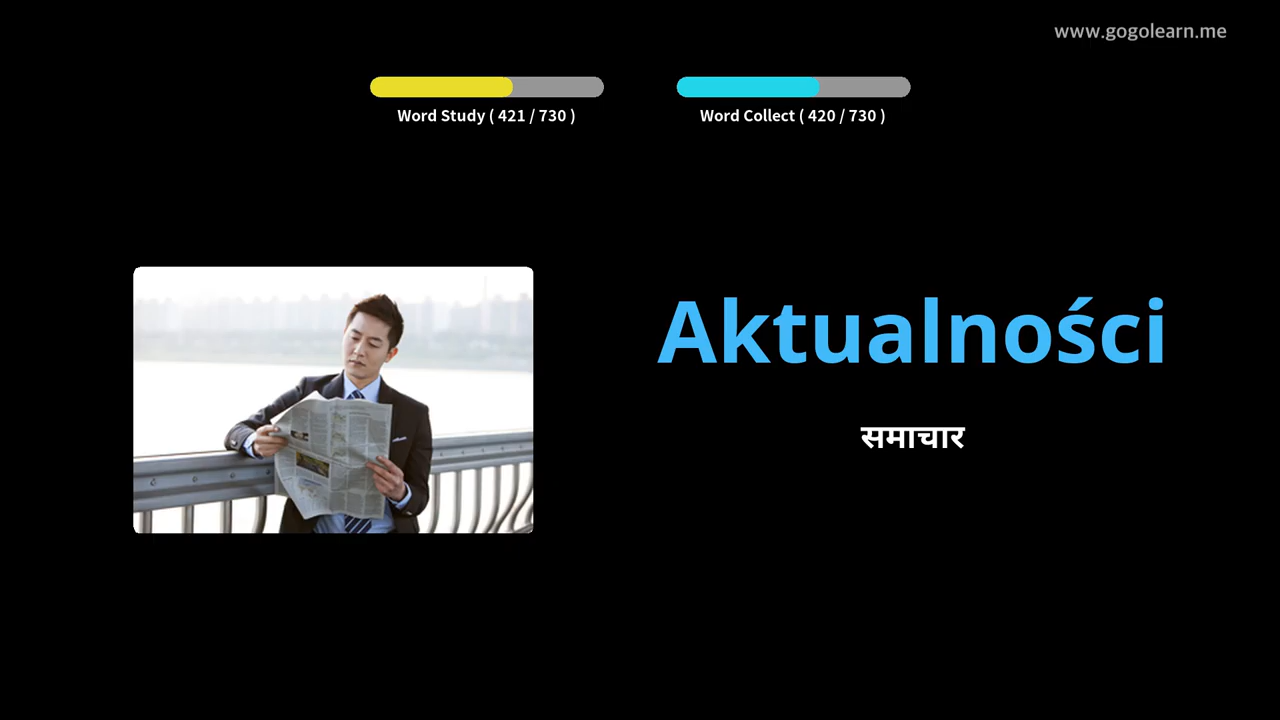 www.gogolearn.me
Word Study ( 421 / 730 )
Word Collect ( 420 / 730 )
Aktualności
समाचार